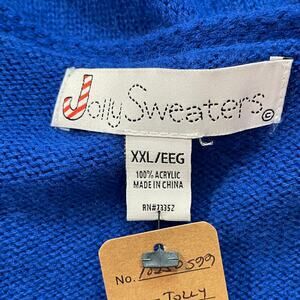 Jolly Sweaters ©
XXL/EEG
100% ACRYLIC
MADE IN CHINA
RN#73352
No.
JOLLY